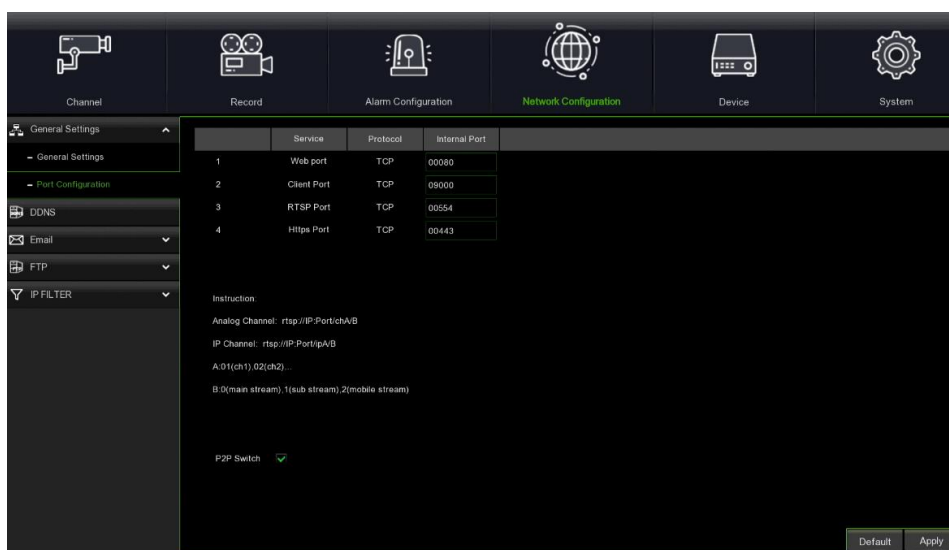 Channel Record Alarm Configuration Network Configuration Device System
General Settings
- General Settings
- Port Configuration
DDNS
Email
FTP
IP FILTER
Service Protocol Internal Port
1 Web port TCP 00080
2 Client Port TCP 09000
3 RTSP Port TCP 00554
4 Https Port TCP 00443
Instruction:
Analog Channel: rtsp://IP:Port/chA/B
IP Channel: rtsp://IP:Port/ipA/B
A:01(ch1),02(ch2)...
B:0(main stream),1(sub stream),2(mobile stream)
P2P Switch
Default Apply